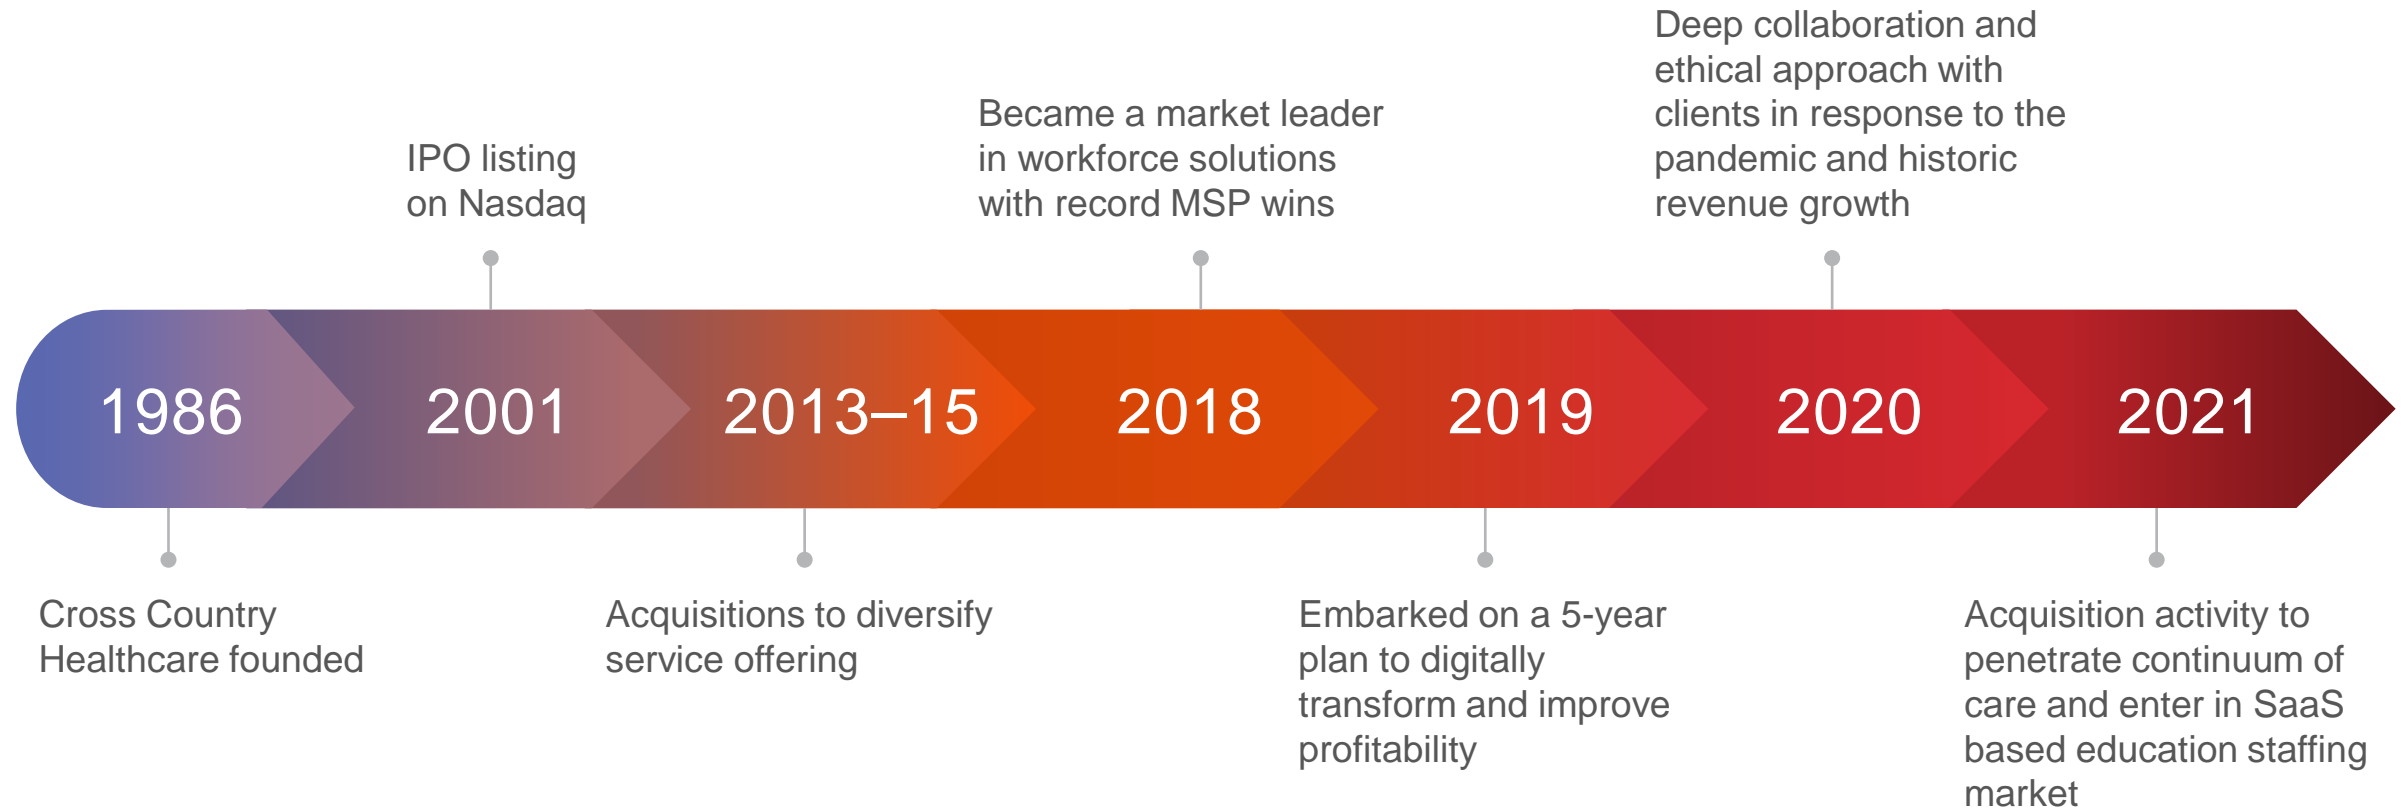 Deep collaboration and
ethical approach with
clients in response to the
pandemic and historic
revenue growth
Became a market leader
in workforce solutions
with record MSP wins
IPO listing
on Nasdaq
1986
2001
2013–15
2018
2019
2020
2021
Cross Country
Healthcare founded
Acquisitions to diversify
service offering
Embarked on a 5-year
plan to digitally
transform and improve
profitability
Acquisition activity to
penetrate continuum of
care and enter in SaaS
based education staffing
market